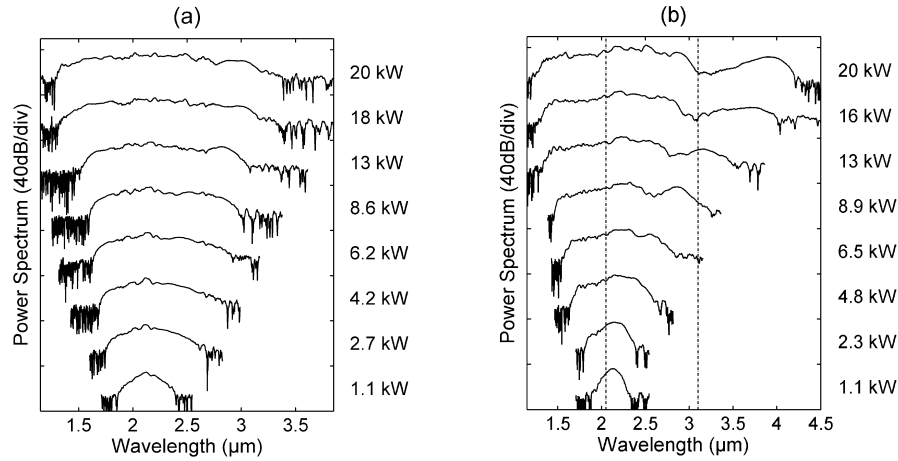 (a)
Power Spectrum (40dB/div)
20 kW
18 kW
13 kW
8.6 kW
6.2 kW
4.2 kW
2.7 kW
1.1 kW
1.5 2 2.5 3 3.5
Wavelength (µm)
(b)
Power Spectrum (40dB/div)
20 kW
16 kW
13 kW
8.9 kW
6.5 kW
4.8 kW
2.3 kW
1.1 kW
1.5 2 2.5 3 3.5 4 4.5
Wavelength (µm)